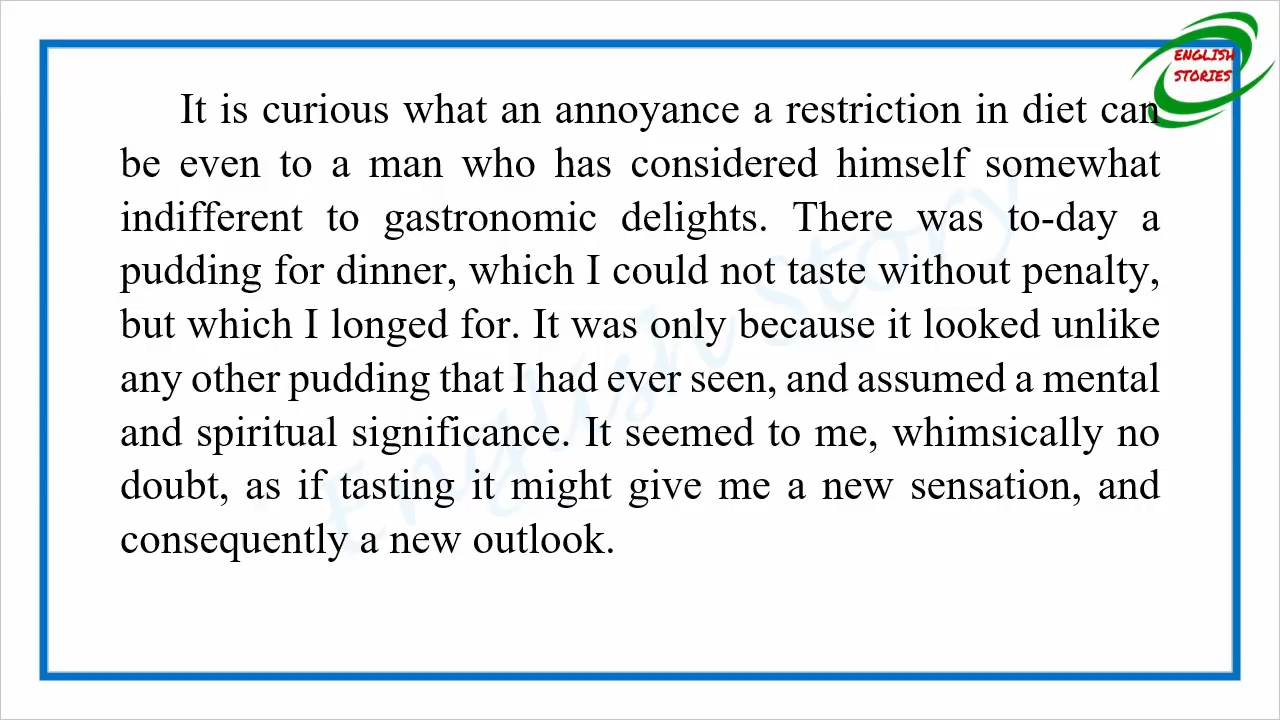 ENGLISH
STORIES
It is curious what an annoyance a restriction in diet can
be even to a man who has considered himself somewhat
indifferent to gastronomic delights. There was to-day a
pudding for dinner, which I could not taste without penalty,
but which I longed for. It was only because it looked unlike
any other pudding that I had ever seen, and assumed a mental
and spiritual significance. It seemed to me, whimsically no
doubt, as if tasting it might give me a new sensation, and
consequently a new outlook.
English Story